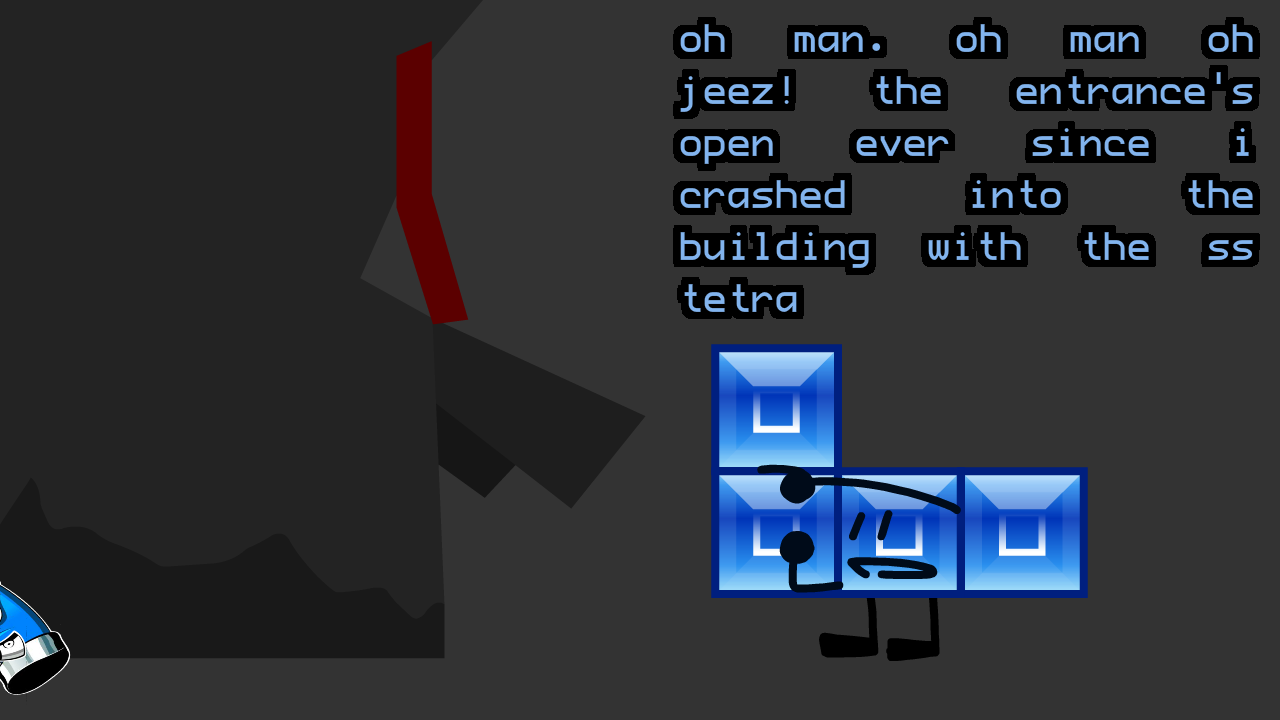 oh man. oh man oh
jeez! the entrance's
open ever since i
crashed into the
building with the ss
tetra